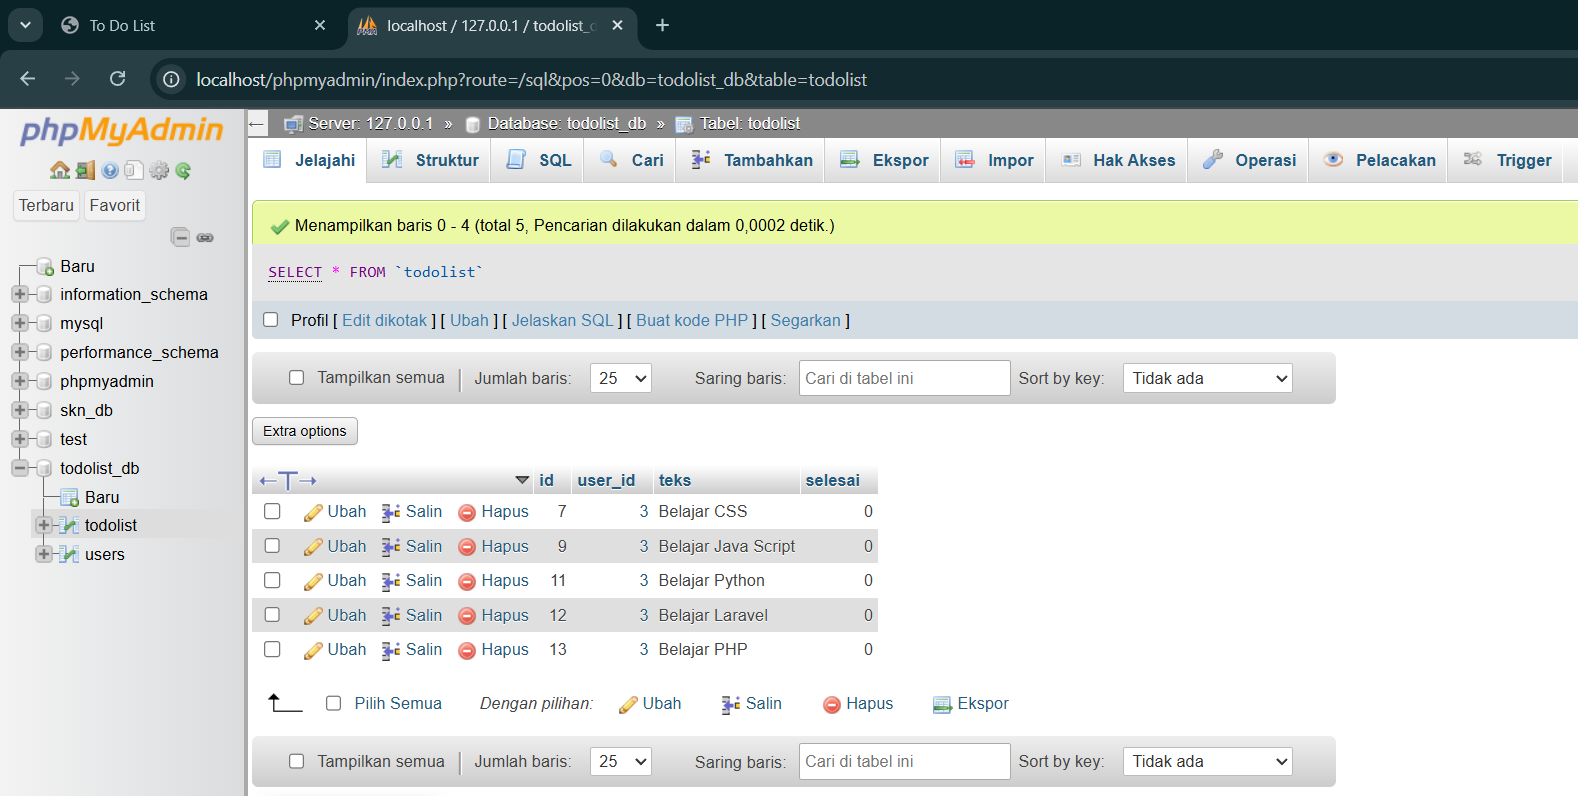 To Do List
localhost / 127.0.0.1 / todolist_d
localhost/phpmyadmin/index.php?route=/sql&pos=0&db=todolist_db&table=todolist
phpMyAdmin
Terbaru Favorit
Baru
information_schema
mysql
performance_schema
phpmyadmin
skn_db
test
todolist_db
Baru
todolist
users
Server: 127.0.0.1 » Database: todolist_db » Tabel: todolist
Jelajahi Struktur SQL Cari Tambahkan Ekspor Impor Hak Akses Operasi Pelacakan Trigger
Menampilkan baris 0 - 4 (total 5, Pencarian dilakukan dalam 0,0002 detik.)
SELECT * FROM `todolist`
Profil [ Edit dikotak ] [ Ubah ] [ Jelaskan SQL ] [ Buat kode PHP ] [ Segarkan ]
Tampilkan semua | Jumlah baris: 25 Saring baris: Cari di tabel ini Sort by key: Tidak ada
Extra options
←T→ id user_id teks selesai
Ubah Salin Hapus 7 3 Belajar CSS 0
Ubah Salin Hapus 9 3 Belajar Java Script 0
Ubah Salin Hapus 11 3 Belajar Python 0
Ubah Salin Hapus 12 3 Belajar Laravel 0
Ubah Salin Hapus 13 3 Belajar PHP 0
Pilih Semua Dengan pilihan: Ubah Salin Hapus Ekspor
Tampilkan semua | Jumlah baris: 25 Saring baris: Cari di tabel ini Sort by key: Tidak ada